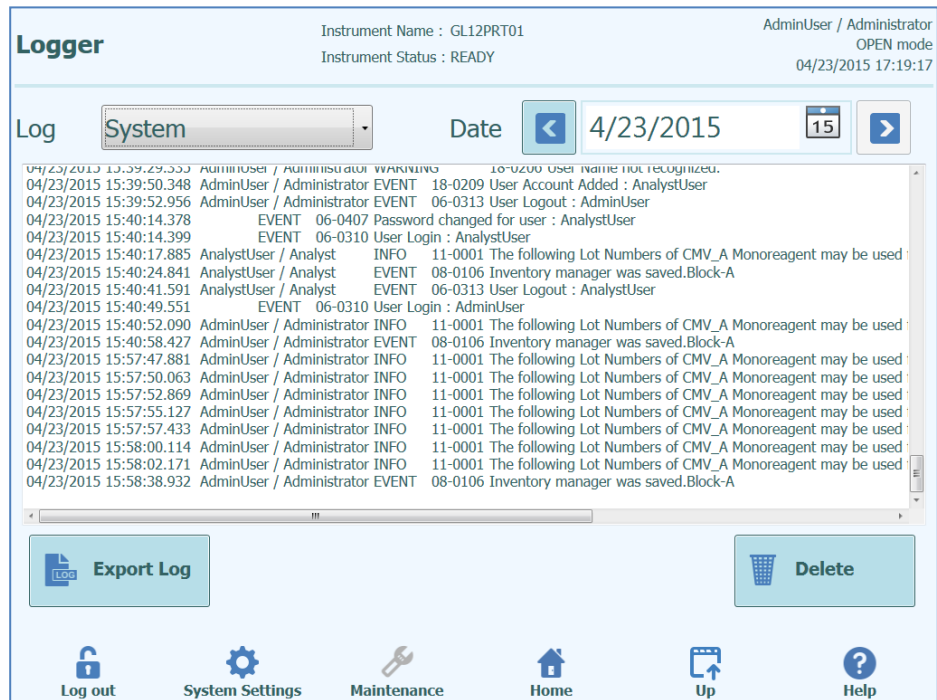 Logger
Instrument Name : GL12PRT01
Instrument Status : READY
AdminUser / Administrator
OPEN mode
04/23/2015 17:19:17
Log
System
Date
4/23/2015
15
04/23/2015 15:39:29.335 AdminUser / Administrator WARNING 18-0206 User Name not recognized.
04/23/2015 15:39:50.348 AdminUser / Administrator EVENT 18-0209 User Account Added : AnalystUser
04/23/2015 15:39:52.956 AdminUser / Administrator EVENT 06-0313 User Logout : AdminUser
04/23/2015 15:40:14.378 EVENT 06-0407 Password changed for user : AnalystUser
04/23/2015 15:40:14.399 EVENT 06-0310 User Login : AnalystUser
04/23/2015 15:40:17.885 AnalystUser / Analyst INFO 11-0001 The following Lot Numbers of CMV_A Monoreagent may be used
04/23/2015 15:40:24.841 AnalystUser / Analyst EVENT 08-0106 Inventory manager was saved.Block-A
04/23/2015 15:40:41.591 AnalystUser / Analyst EVENT 06-0313 User Logout : AnalystUser
04/23/2015 15:40:49.551 EVENT 06-0310 User Login : AdminUser
04/23/2015 15:40:52.090 AdminUser / Administrator INFO 11-0001 The following Lot Numbers of CMV_A Monoreagent may be used
04/23/2015 15:40:58.427 AdminUser / Administrator EVENT 08-0106 Inventory manager was saved.Block-A
04/23/2015 15:57:47.881 AdminUser / Administrator INFO 11-0001 The following Lot Numbers of CMV_A Monoreagent may be used
04/23/2015 15:57:50.063 AdminUser / Administrator INFO 11-0001 The following Lot Numbers of CMV_A Monoreagent may be used
04/23/2015 15:57:52.869 AdminUser / Administrator INFO 11-0001 The following Lot Numbers of CMV_A Monoreagent may be used
04/23/2015 15:57:55.127 AdminUser / Administrator INFO 11-0001 The following Lot Numbers of CMV_A Monoreagent may be used
04/23/2015 15:57:57.433 AdminUser / Administrator INFO 11-0001 The following Lot Numbers of CMV_A Monoreagent may be used
04/23/2015 15:58:00.114 AdminUser / Administrator INFO 11-0001 The following Lot Numbers of CMV_A Monoreagent may be used
04/23/2015 15:58:02.171 AdminUser / Administrator INFO 11-0001 The following Lot Numbers of CMV_A Monoreagent may be used
04/23/2015 15:58:38.932 AdminUser / Administrator EVENT 08-0106 Inventory manager was saved.Block-A
LOG
Export Log
Delete
Log out
System Settings
Maintenance
Home
Up
Help